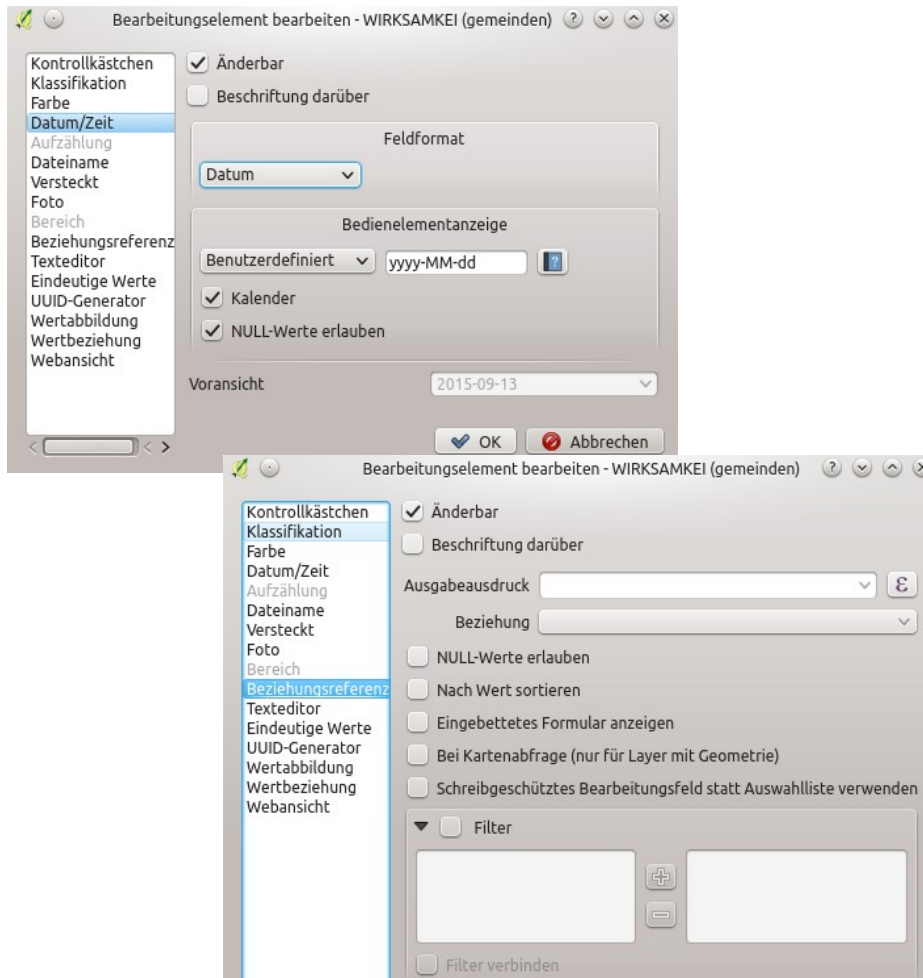 Bearbeitungselement bearbeiten - WIRKSAMKEI (gemeinden)
Kontrollkästchen
Klassifikation
Farbe
Datum/Zeit
Aufzählung
Dateiname
Versteckt
Foto
Bereich
Beziehungsreferenz
Texteditor
Eindeutige Werte
UUID-Generator
Wertabbildung
Wertbeziehung
Webansicht
Änderbar
Beschriftung darüber
Feldformat
Datum
Bedienelementanzeige
Benutzerdefiniert yyyy-MM-dd
Kalender
NULL-Werte erlauben
Voransicht 2015-09-13
OK Abbrechen
Bearbeitungselement bearbeiten - WIRKSAMKEI (gemeinden)
Kontrollkästchen
Klassifikation
Farbe
Datum/Zeit
Aufzählung
Dateiname
Versteckt
Foto
Bereich
Beziehungsreferenz
Texteditor
Eindeutige Werte
UUID-Generator
Wertabbildung
Wertbeziehung
Webansicht
Änderbar
Beschriftung darüber
Ausgabeausdruck ε
Beziehung
NULL-Werte erlauben
Nach Wert sortieren
Eingebettetes Formular anzeigen
Bei Kartenabfrage (nur für Layer mit Geometrie)
Schreibgeschütztes Bearbeitungsfeld statt Auswahlliste verwenden
Filter
Filter verbinden